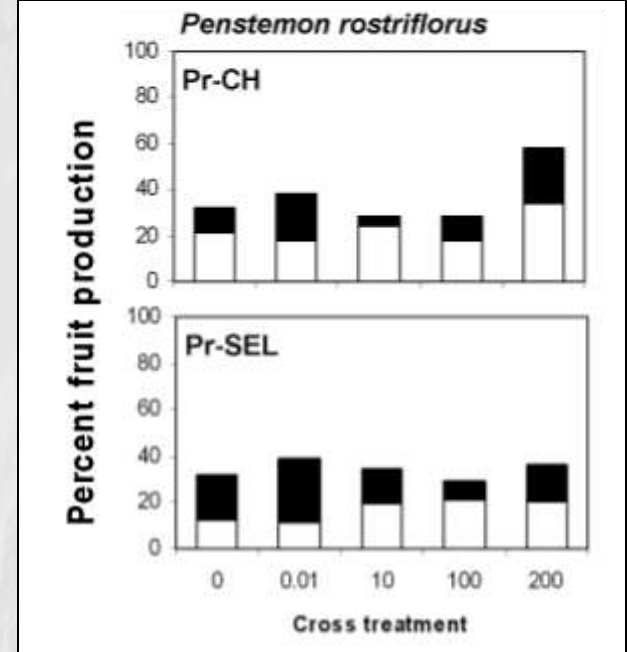 Penstemon rostriflorus
Percent fruit production
Pr-CH
100
80
60
40
20
0
Pr-SEL
100
80
60
40
20
0
0 0.01 10 100 200
Cross treatment